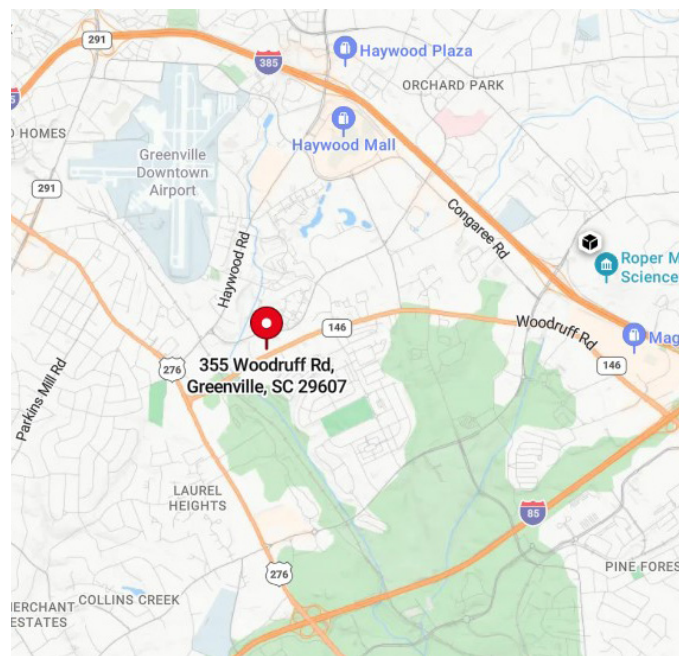 291
385
Haywood Plaza
ORCHARD PARK
HOMES
Greenville
Downtown
Airport
Haywood Mall
291
Congaree Rd
Haywood Rd
Roper M
Science
146
Woodruff Rd
Mag
276
355 Woodruff Rd,
Greenville, SC 29607
146
Parkins Mill Rd
LAUREL
HEIGHTS
85
276
PINE FORES
COLLINS CREEK
ERCHANT
ESTATES